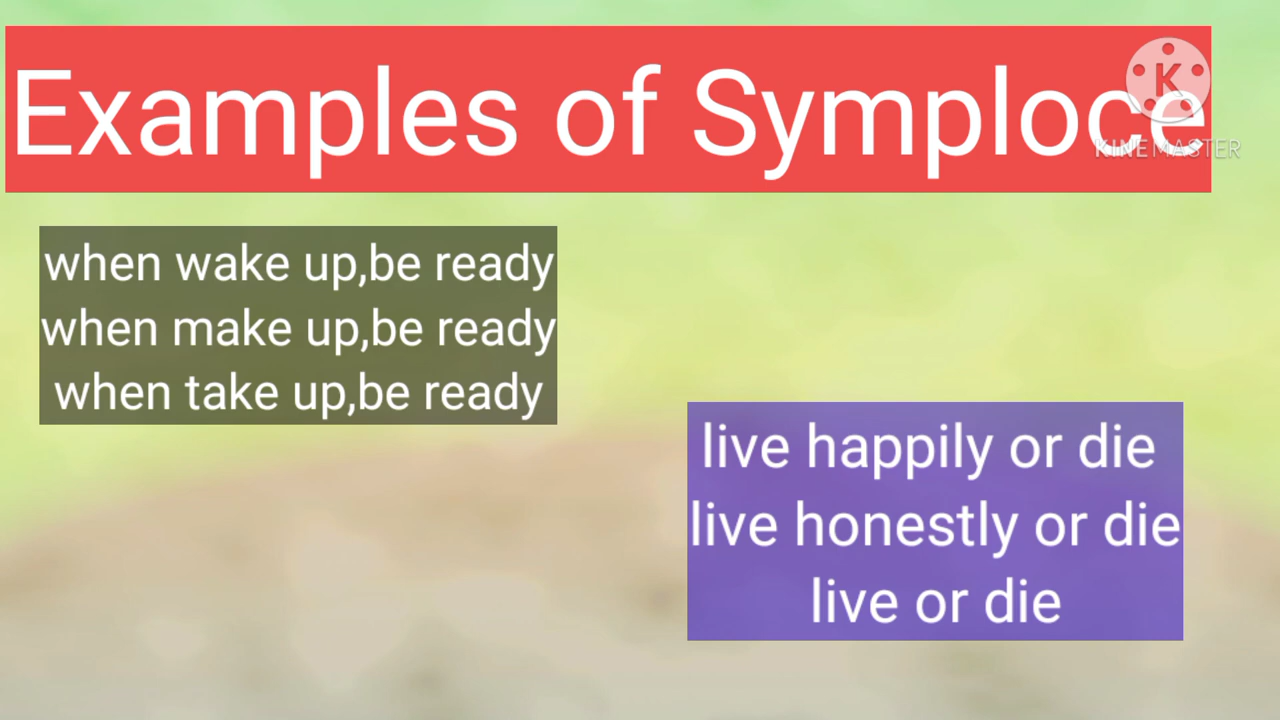 Examples of Symploce
KINEMASTER
when wake up,be ready
when make up,be ready
when take up,be ready
live happily or die
live honestly or die
live or die